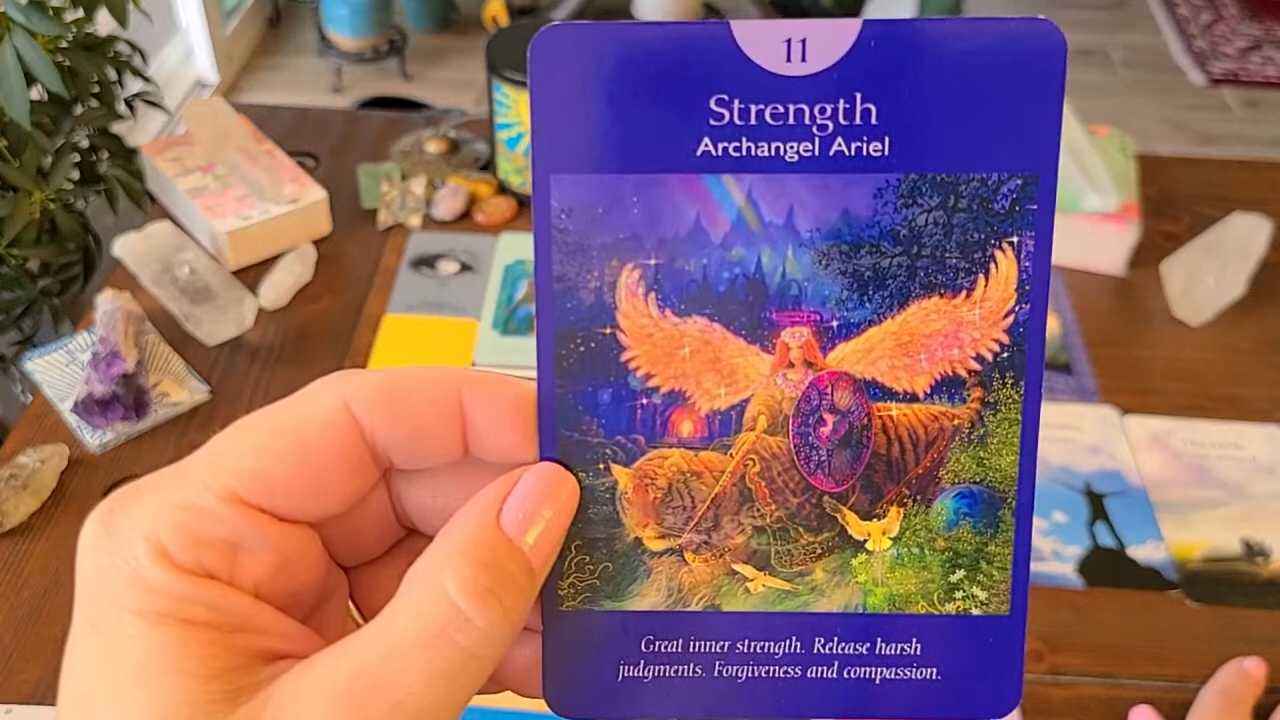 11
Strength
Archangel Ariel
Great inner strength. Release harsh
judgments. Forgiveness and compassion.